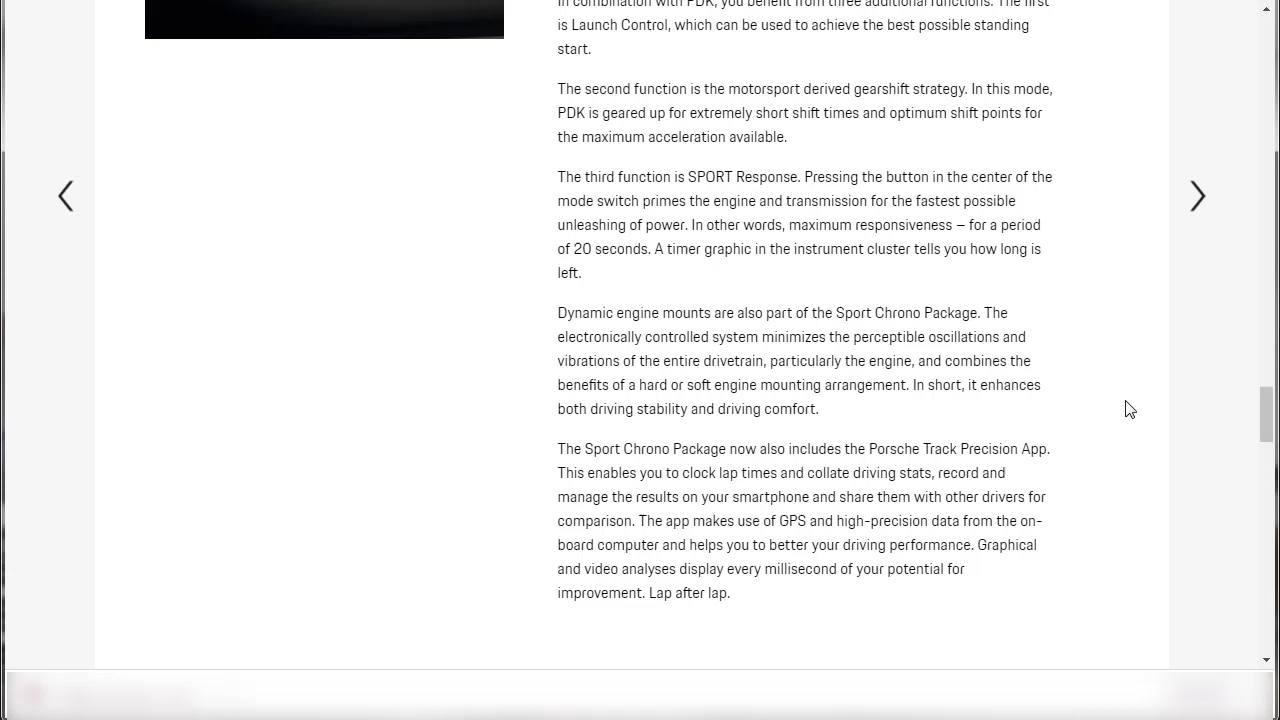 In combination with PDK, you benefit from three additional functions. The first
is Launch Control, which can be used to achieve the best possible standing
start.
The second function is the motorsport derived gearshift strategy. In this mode,
PDK is geared up for extremely short shift times and optimum shift points for
the maximum acceleration available.
The third function is SPORT Response. Pressing the button in the center of the
mode switch primes the engine and transmission for the fastest possible
unleashing of power. In other words, maximum responsiveness – for a period
of 20 seconds. A timer graphic in the instrument cluster tells you how long is
left.
Dynamic engine mounts are also part of the Sport Chrono Package. The
electronically controlled system minimizes the perceptible oscillations and
vibrations of the entire drivetrain, particularly the engine, and combines the
benefits of a hard or soft engine mounting arrangement. In short, it enhances
both driving stability and driving comfort.
The Sport Chrono Package now also includes the Porsche Track Precision App.
This enables you to clock lap times and collate driving stats, record and
manage the results on your smartphone and share them with other drivers for
comparison. The app makes use of GPS and high-precision data from the on-
board computer and helps you to better your driving performance. Graphical
and video analyses display every millisecond of your potential for
improvement. Lap after lap.